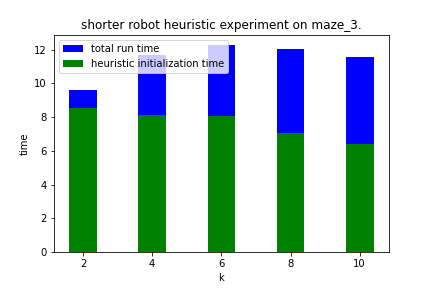 shorter robot heuristic experiment on maze_3.
total run time
heuristic initialization time
12
10
8
6
4
2
0
time
2 4 6 8 10
k